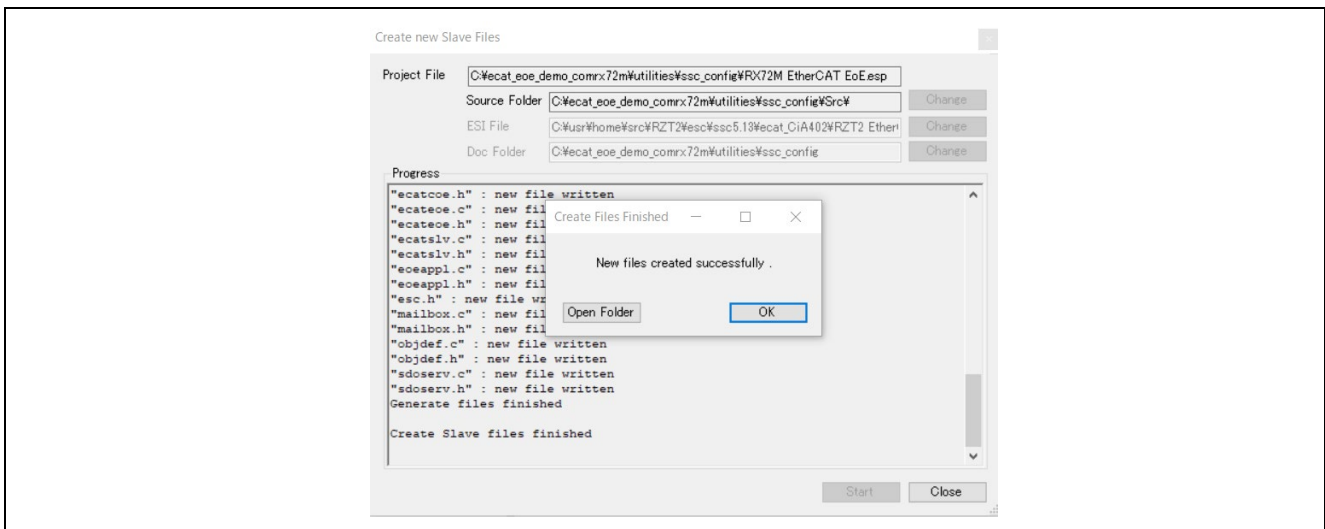 Create new Slave Files
Project File C:¥ecat_eoe_demo_comrx72m¥utilities¥ssc_config¥RX72M EtherCAT EoE.esp
Source Folder C:¥ecat_eoe_demo_comrx72m¥utilities¥ssc_config¥Src¥ Change
ESI File C:¥usr¥home¥src¥RZT2¥esc¥ssc5.13¥ecat_CiA402¥RZT2 Ether Change
Doc Folder C:¥ecat_eoe_demo_comrx72m¥utilities¥ssc_config Change
Progress
"ecatcoe.h" : new file written
"ecateoe.c" : new fil
"ecateoe.h" : new fil
"ecatslv.c" : new fil
"ecatslv.h" : new fil
"eoeappl.c" : new fil
"eoeappl.h" : new fil
"esc.h" : new file wr
"mailbox.c" : new fil
"mailbox.h" : new fil
"objdef.c" : new file written
"objdef.h" : new file written
"sdoserv.c" : new file written
"sdoserv.h" : new file written
Generate files finished
Create Slave files finished
Create Files Finished
New files created successfully .
Open Folder OK
Start Close